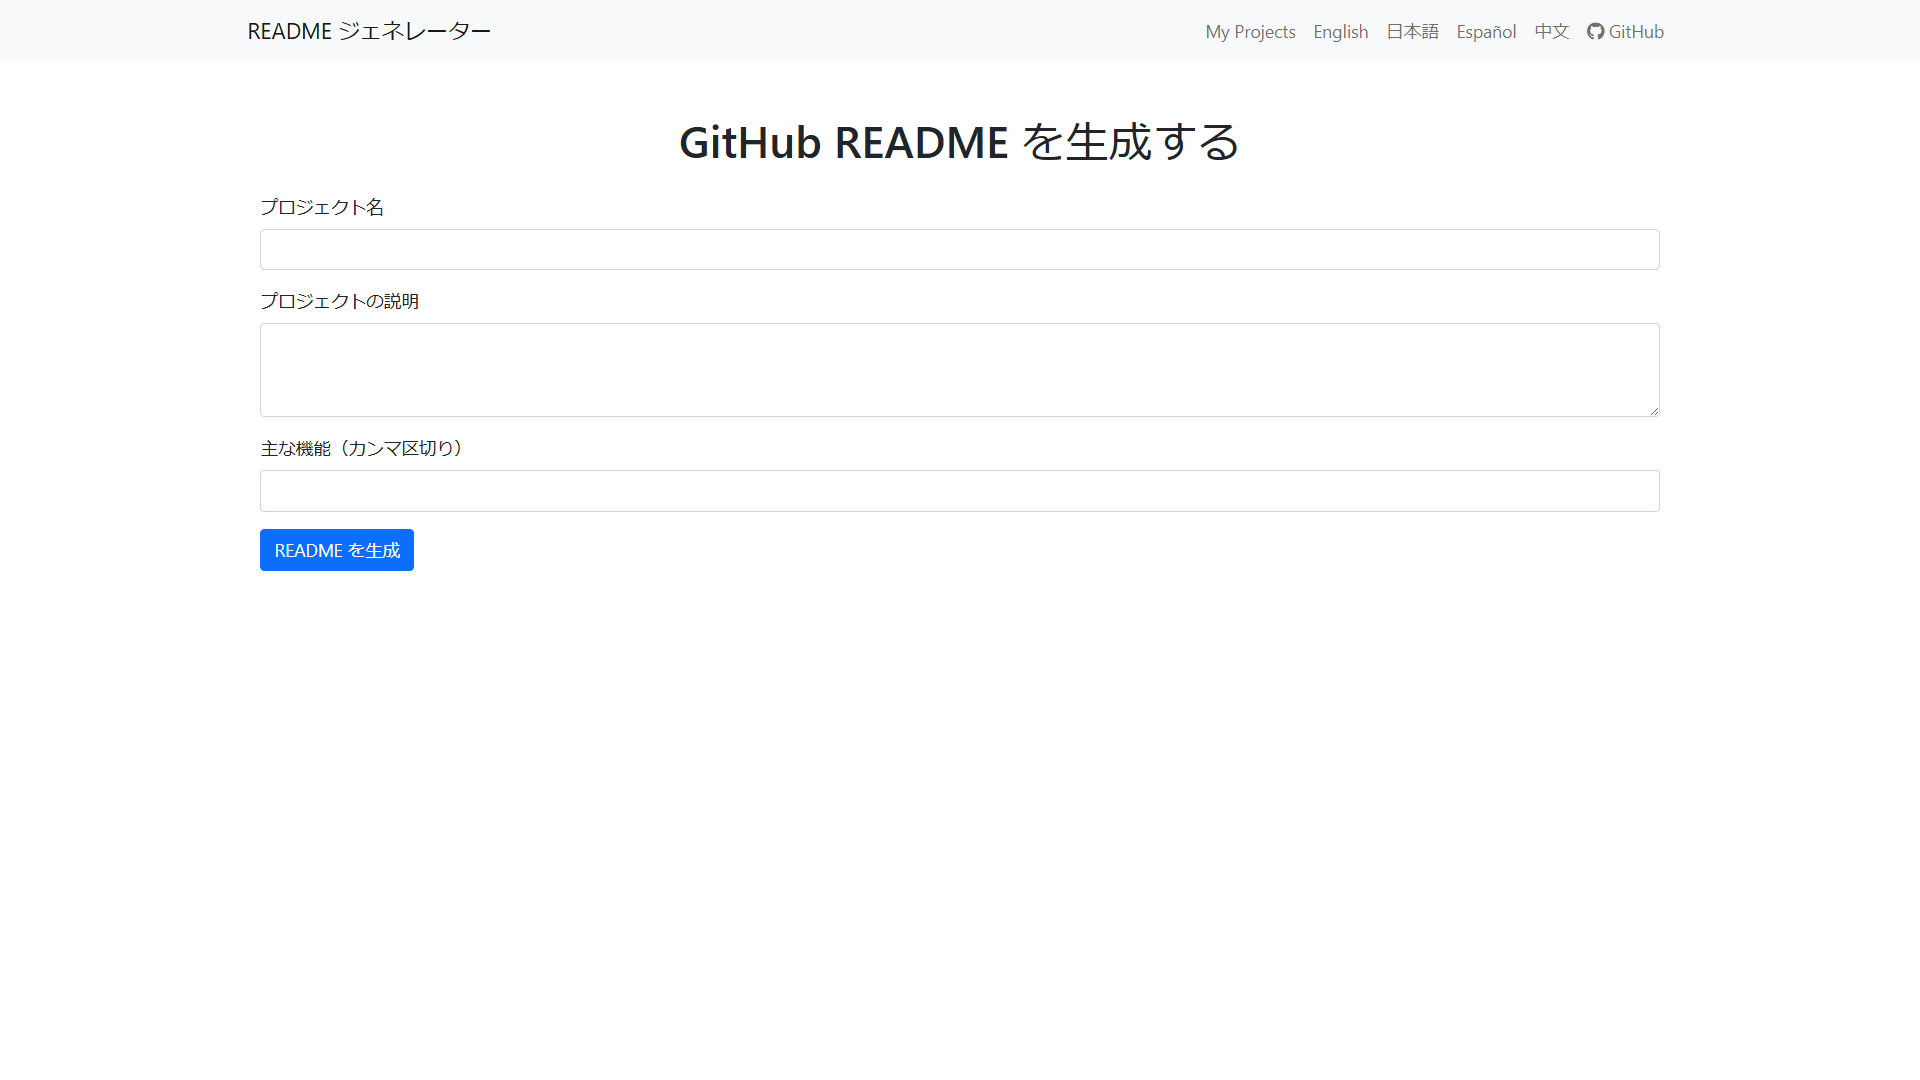 README ジェネレーター
My Projects English 日本語 Español 中文 GitHub
GitHub README を生成する
プロジェクト名
プロジェクトの説明
主な機能（カンマ区切り）
README を生成